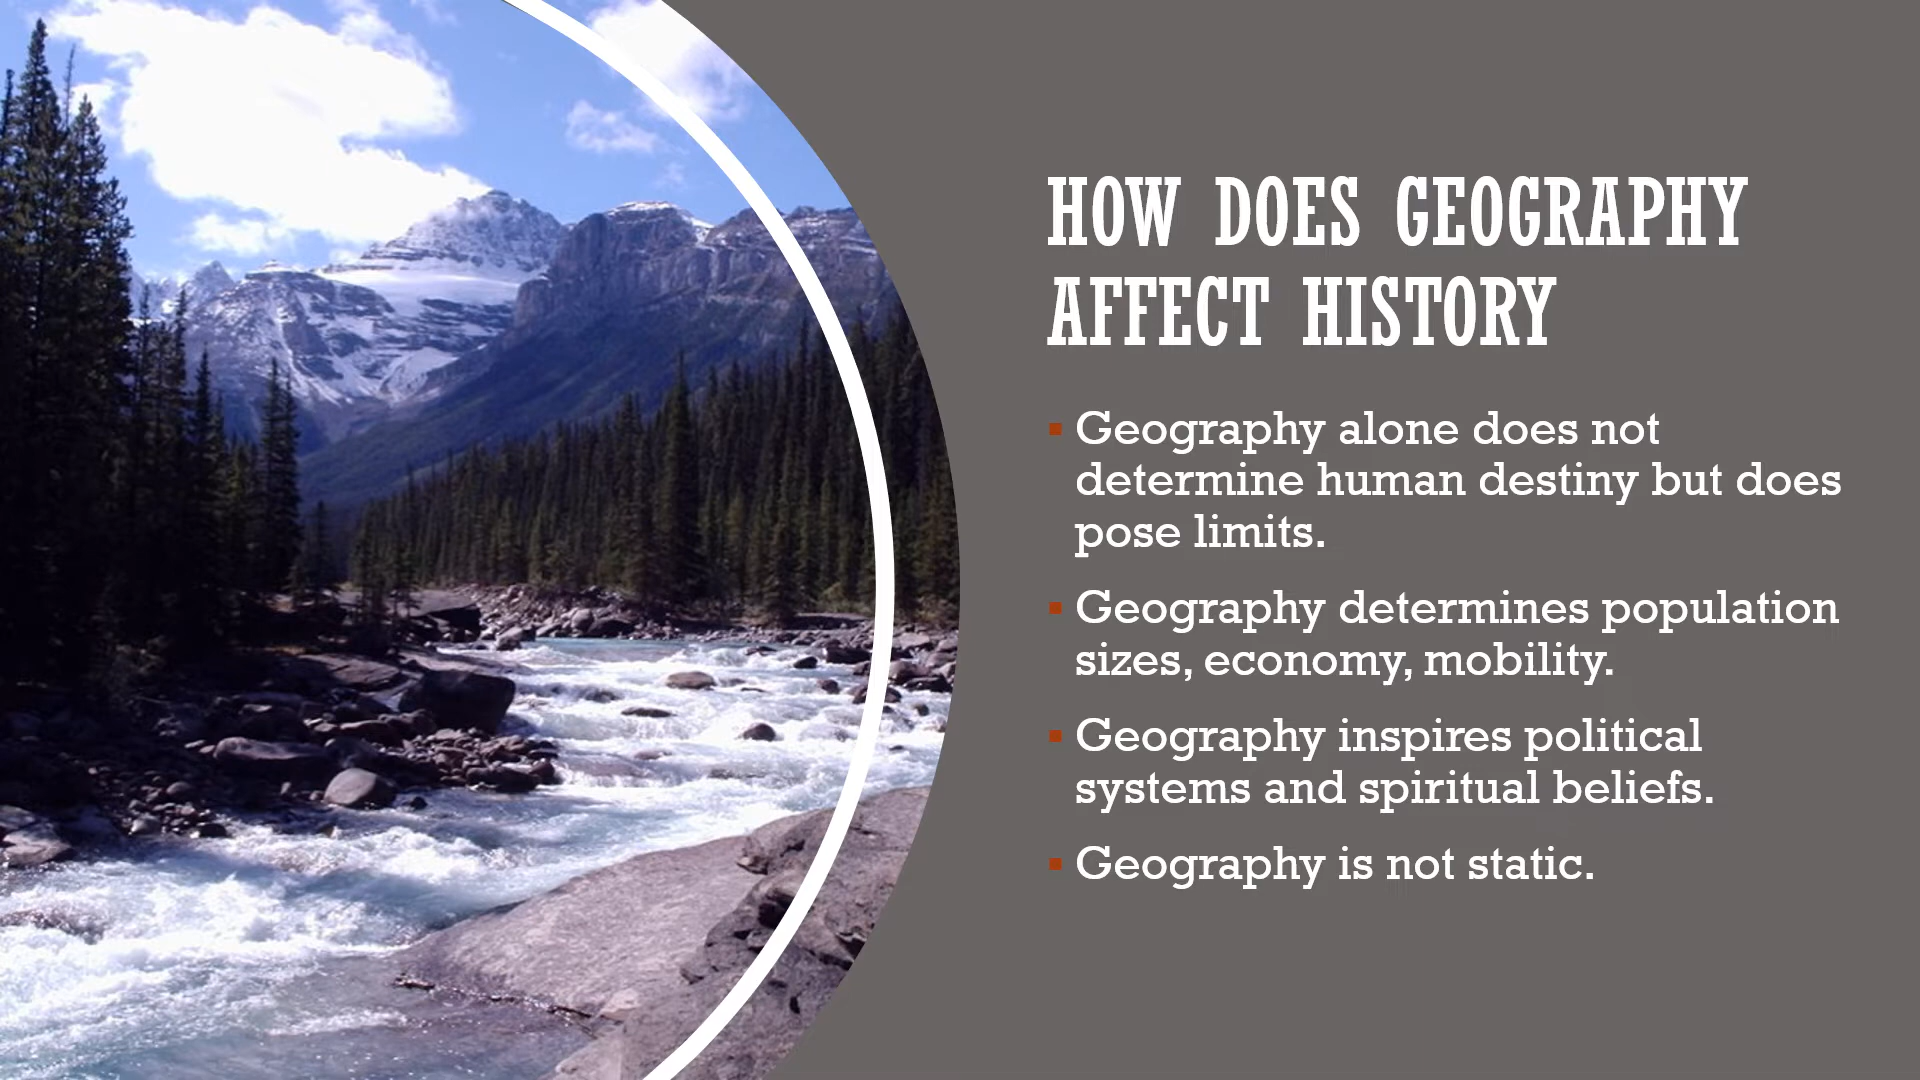 HOW DOES GEOGRAPHY
AFFECT HISTORY
Geography alone does not
determine human destiny but does
pose limits.
Geography determines population
sizes, economy, mobility.
Geography inspires political
systems and spiritual beliefs.
Geography is not static.